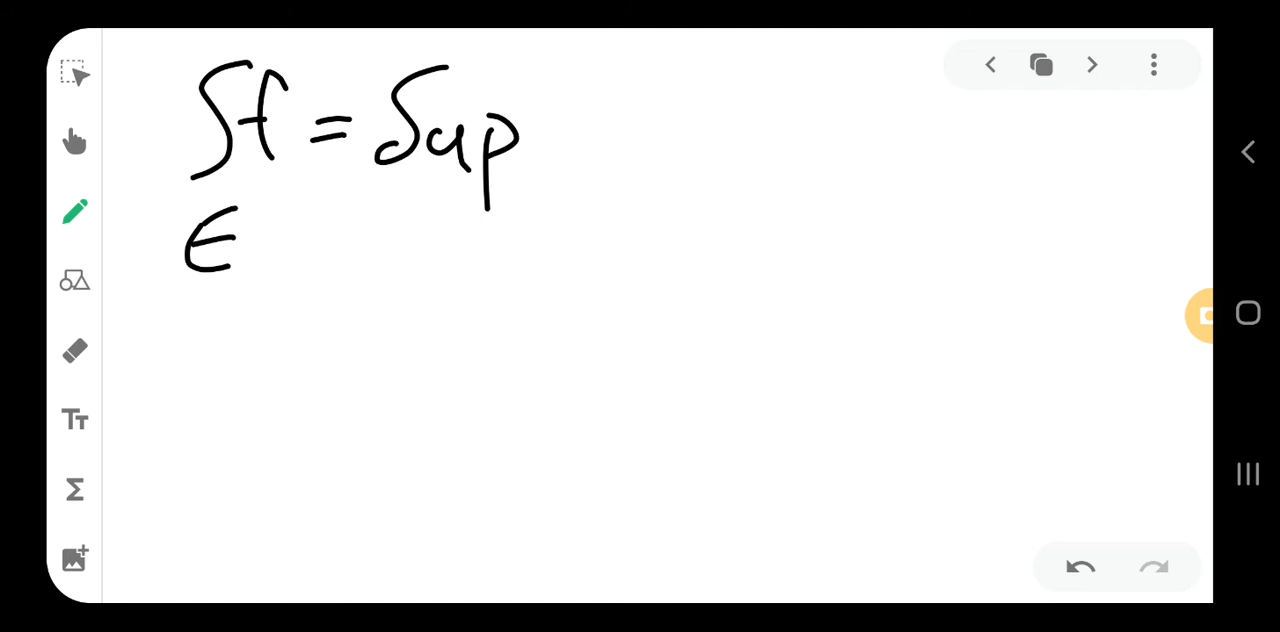 ∫f = Sup
E